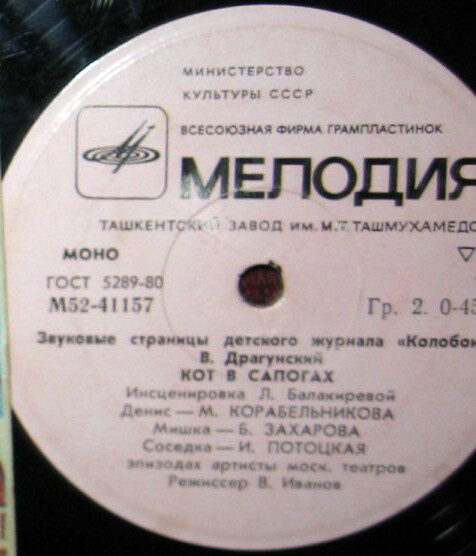 МИНИСТЕРСТВО
КУЛЬТУРЫ СССР
ВСЕСОЮЗНАЯ ФИРМА ГРАМПЛАСТИНОК
МЕЛОДИЯ
ТАШКЕНТСКИЙ ЗАВОД ИМ. М.Т. ТАШМУХАМЕДО
МОНО
ГОСТ 5289-80
М52-41157
Гр. 2. 0-45
Звуковые страницы детского журнала «Колобок
В. Драгунский
КОТ В САПОГАХ
Инсценировка Л. Балакиревой
Денис — М. КОРАБЕЛЬНИКОВА
Мишка — Б. ЗАХАРОВА
Соседка — И. ПОТОЦКАЯ
эпизодах артисты моск. театров
Режиссер В. Иванов